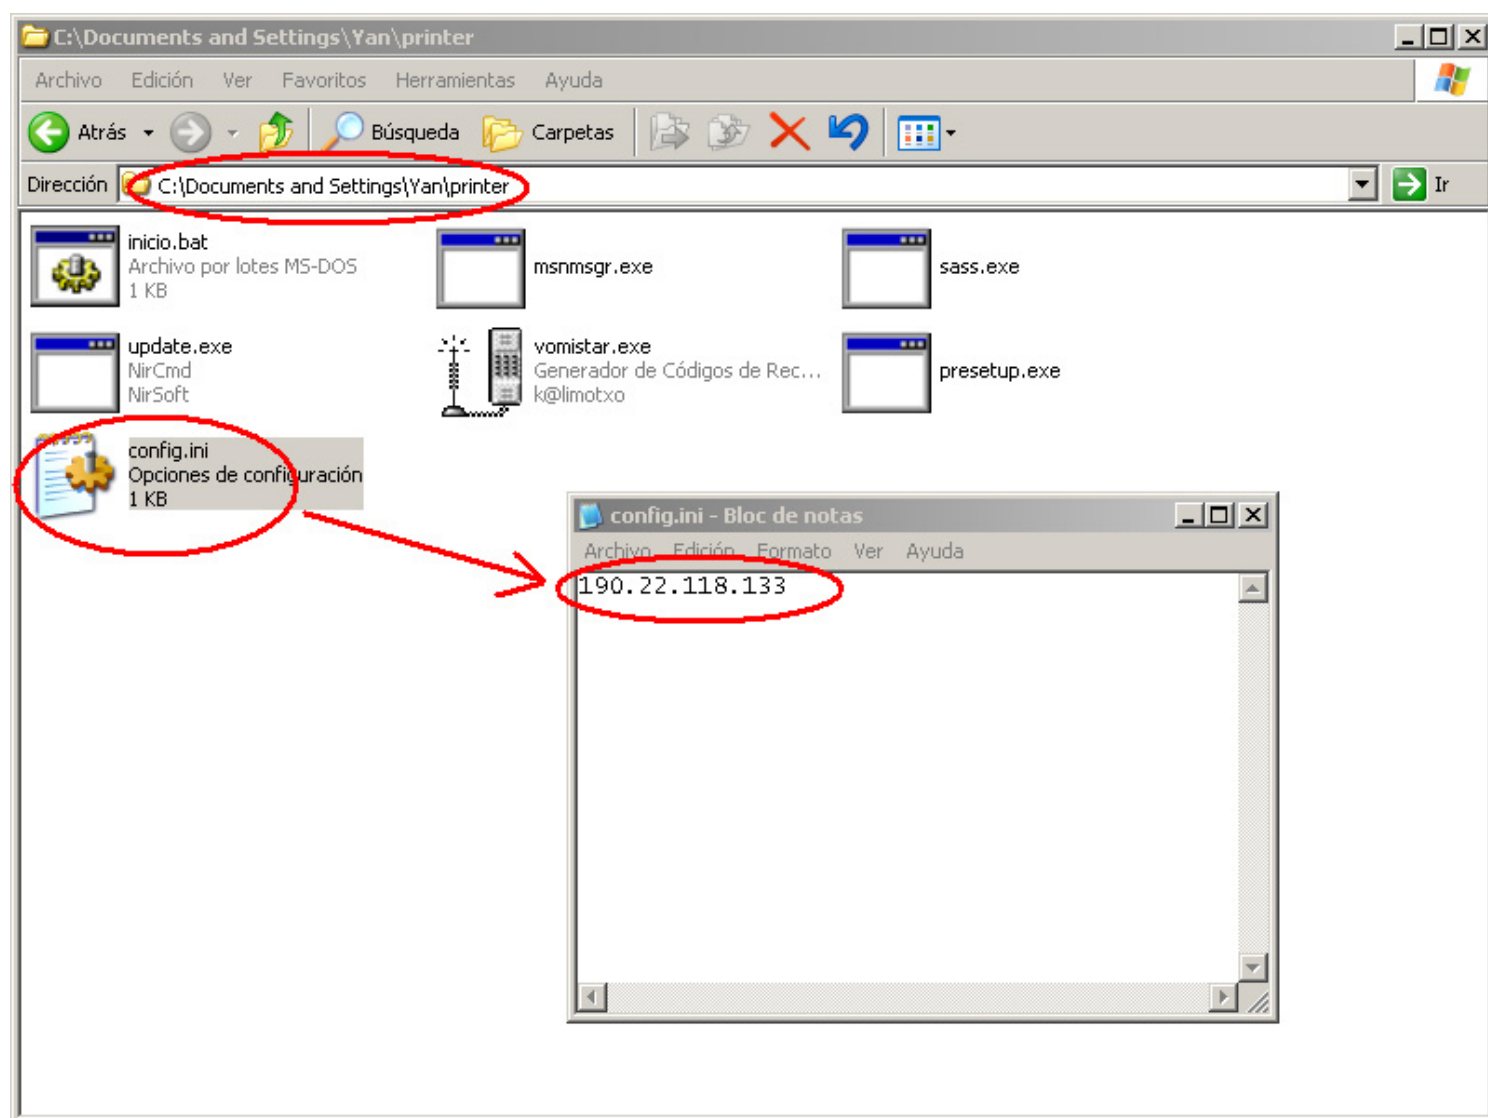 C:\Documents and Settings\Yan\printer
Archivo Edición Ver Favoritos Herramientas Ayuda
Atrás Búsqueda Carpetas
Dirección C:\Documents and Settings\Yan\printer Ir
inicio.bat
Archivo por lotes MS-DOS
1 KB
msnmsgr.exe
sass.exe
update.exe
NirCmd
NirSoft
vomistar.exe
Generador de Códigos de Rec...
k@limotxo
presetup.exe
config.ini
Opciones de configuración
1 KB
config.ini - Bloc de notas
Archivo Edición Formato Ver Ayuda
190.22.118.133